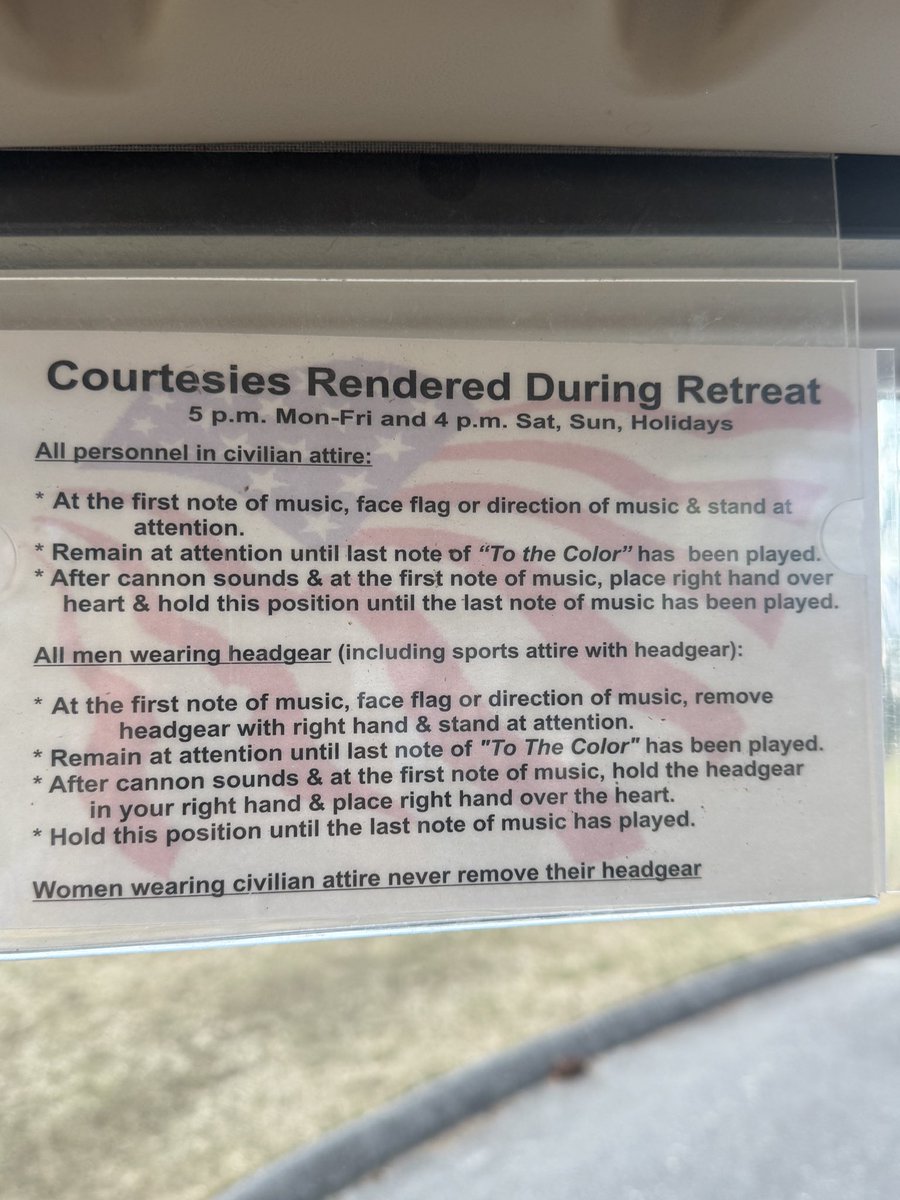 Courtesies Rendered During Retreat
5 p.m. Mon-Fri and 4 p.m. Sat, Sun, Holidays
All personnel in civilian attire:
* At the first note of music, face flag or direction of music & stand at
attention.
* Remain at attention until last note of “To the Color” has been played.
* After cannon sounds & at the first note of music, place right hand over
heart & hold this position until the last note of music has been played.
All men wearing headgear (including sports attire with headgear):
* At the first note of music, face flag or direction of music, remove
headgear with right hand & stand at attention.
* Remain at attention until last note of "To The Color" has been played.
* After cannon sounds & at the first note of music, hold the headgear
in your right hand & place right hand over the heart.
* Hold this position until the last note of music has played.
Women wearing civilian attire never remove their headgear